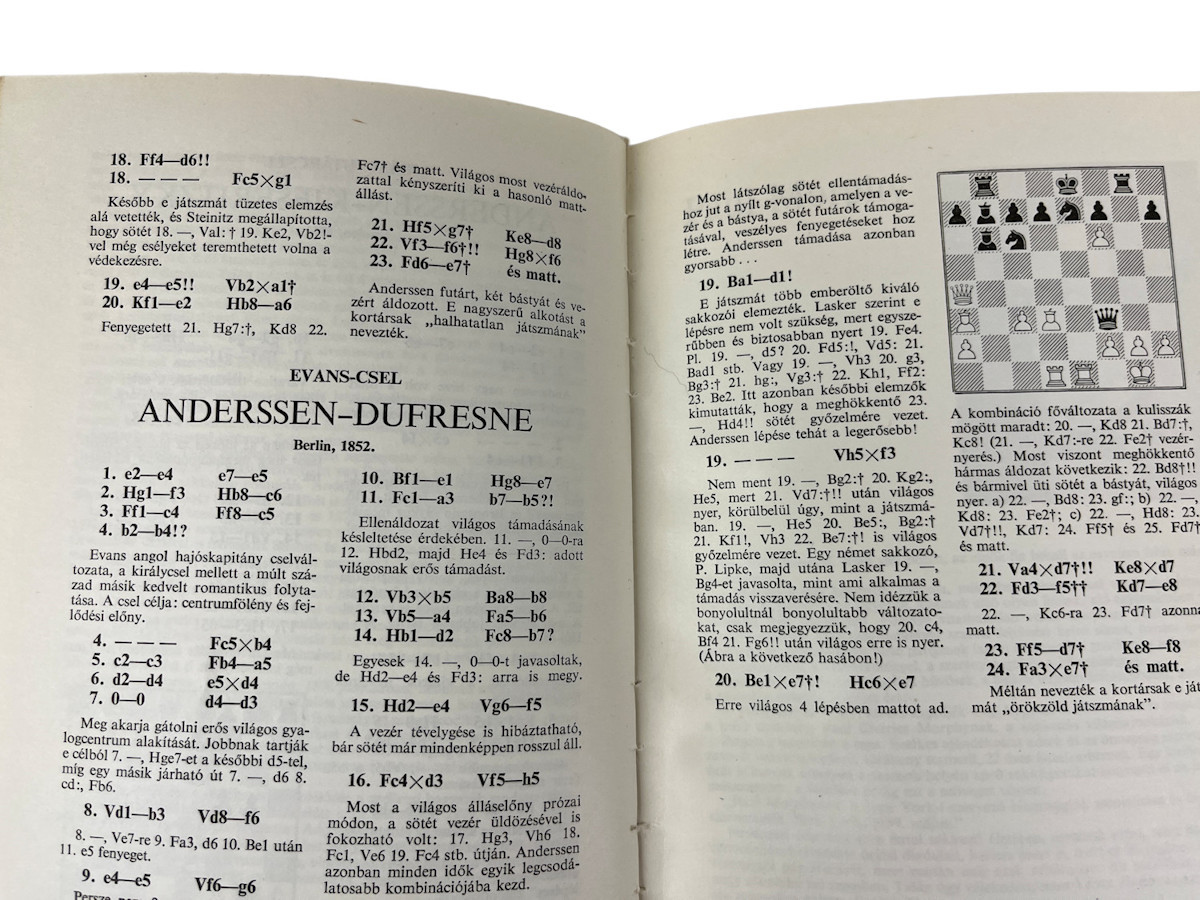 18. Ff4—d6!!
18. — — — Fc5×g1
Később e játszmát tüzetes elemzés
alá vetették, és Steinitz megállapította,
hogy sötét 18. —, Val: † 19. Ke2, Vb2!-
vel még esélyeket teremthetett volna a
védekezésre.
19. e4—e5!! Vb2×a1†
20. Kf1—e2 Hb8—a6
Fenyegetett 21. Hg7:†, Kd8 22.
Fc7† és matt. Világos most vezéráldo-
zattal kényszeríti ki a hasonló matt-
állást.
21. Hf5×g7† Ke8—d8
22. Vf3—f6†!! Hg8×f6
23. Fd6—e7† és matt.
Anderssen futárt, két bástyát és ve-
zért áldozott. E nagyszerű alkotást a
kortársak „halhatatlan játszmának”
nevezték.
EVANS-CSEL
ANDERSSEN–DUFRESNE
Berlin, 1852.
1. e2—e4 e7—e5
2. Hg1—f3 Hb8—c6
3. Ff1—c4 Ff8—c5
4. b2—b4!?
Evans angol hajóskapitány cselvál-
tozata, a királycsel mellett a múlt szá-
zad másik kedvelt romantikus folyta-
tása. A csel célja: centrumfölény és fej-
lődési előny.
4. — — — Fc5×b4
5. c2—c3 Fb4—a5
6. d2—d4 e5×d4
7. 0—0 d4—d3
Meg akarja gátolni erős világos gya-
logcentrum alakítását. Jobbnak tartják
e célból 7. —, Hge7-et a későbbi d5-tel,
míg egy másik járható út 7. —, d6 8.
cd:, Fb6.
8. Vd1—b3 Vd8—f6
8. —, Ve7-re 9. Fa3, d6 10. Be1 után
11. e5 fenyeget.
9. e4—e5 Vf6—g6
10. Bf1—e1 Hg8—e7
11. Fc1—a3 b7—b5?!
Ellenáldozat világos támadásának
késleltetése érdekében. 11. —, 0—0-ra
12. Hbd2, majd He4 és Fd3: adott
világosnak erős támadást.
12. Vb3×b5 Ba8—b8
13. Vb5—a4 Fa5—b6
14. Hb1—d2 Fc8—b7?
Egyesek 14. —, 0—0-t javasoltak,
de Hd2—e4 és Fd3: arra is megy.
15. Hd2—e4 Vg6—f5
A vezér tévelygése is hibáztatható,
bár sötét már mindenképpen rosszul áll.
16. Fc4×d3 Vf5—h5
Most a világos álláselőny prózai
módon, a sötét vezér üldözésével is
fokozható volt: 17. Hg3, Vh6 18.
Fc1, Ve6 19. Fc4 stb. útján. Anderssen
azonban minden idők egyik legcsodá-
latosabb kombinációjába kezd.
Most látszólag sötét ellentámadás-
hoz jut a nyílt g-vonalon, amelyen a ve-
zér és a bástya, a sötét futárok támoga-
tásával, veszélyes fenyegetéseket hoz
létre. Anderssen támadása azonban
gyorsabb . . .
19. Ba1—d1!
E játszmát több emberöltő kiváló
sakkozói elemezték. Lasker szerint e
lépésre nem volt szükség, mert egysze-
rűbben és biztosabban nyert 19. Fe4.
Pl. 19. —, d5? 20. Fd5:!, Vd5: 21.
Bad1 stb. Vagy 19. —, Vh3 20. g3,
Bg3:† 21. hg:, Vg3:† 22. Kh1, Ff2:
23. Be2. Itt azonban későbbi elemzők
kimutatták, hogy a meghökkentő 23.
—, Hd4!! sötét győzelmére vezet.
Anderssen lépése tehát a legerősebb!
19. — — — Vh5×f3
Nem ment 19. —, Bg2:† 20. Kg2:,
He5, mert 21. Vd7:†!! után világos
nyer, körülbelül úgy, mint a játszmá-
ban. 19. —, He5 20. Be5:, Bg2:†
21. Kf1!, Vh3 22. Be7:†! is világos
győzelmére vezet. Egy német sakkozó,
P. Lipke, majd utána Lasker 19. —,
Bg4-et javasolta, mint ami alkalmas a
támadás visszaverésére. Nem idézzük a
bonyolultnál bonyolultabb változato-
kat, csak megjegyezzük, hogy 20. c4,
Bf4 21. Fg6!! után világos erre is nyer.
(Ábra a következő hasábon!)
20. Be1×e7†! Hc6×e7
Erre világos 4 lépésben mattot ad.
A kombináció főváltozata a kulisszák
mögött maradt: 20. —, Kd8 21. Bd7:†,
Kc8! (21. —, Kd7:-re 22. Fe2† vezér-
nyerés.) Most viszont meghökkentő
hármas áldozat következik: 22. Bd8†!!
és bármivel üti sötét a bástyát, világos
nyer. a) 22. —, Bd8: 23. gf:; b) 22. —,
Kd8: 23. Fe2†; c) 22. —, Hd8: 23.
Vd7†!!, Kd7: 24. Ff5† és 25. Fd7†
és matt.
21. Va4×d7†!! Ke8×d7
22. Fd3—f5†† Kd7—e8
22. —, Kc6-ra 23. Fd7† azonna
matt.
23. Ff5—d7† Ke8—f8
24. Fa3×e7† és matt.
Méltán nevezték a kortársak e ját
mát „örökzöld játszmának”.